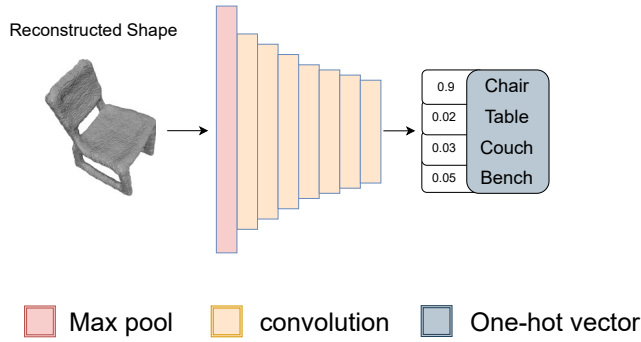 Reconstructed Shape
0.9 Chair
0.02 Table
0.03 Couch
0.05 Bench
Max pool convolution One-hot vector